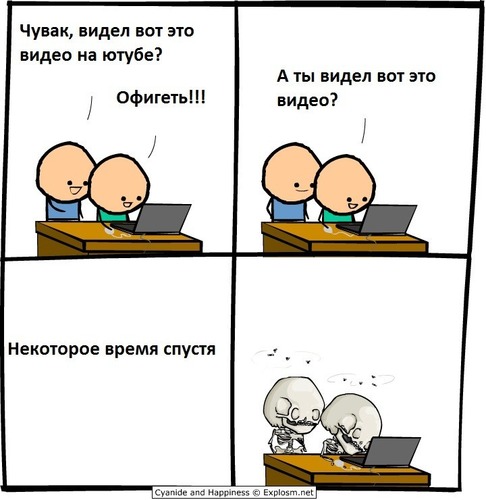 Чувак, видел вот это
видео на ютубе?
Офигеть!!!
А ты видел вот это
видео?
Некоторое время спустя
Cyanide and Happiness © Explosm.net